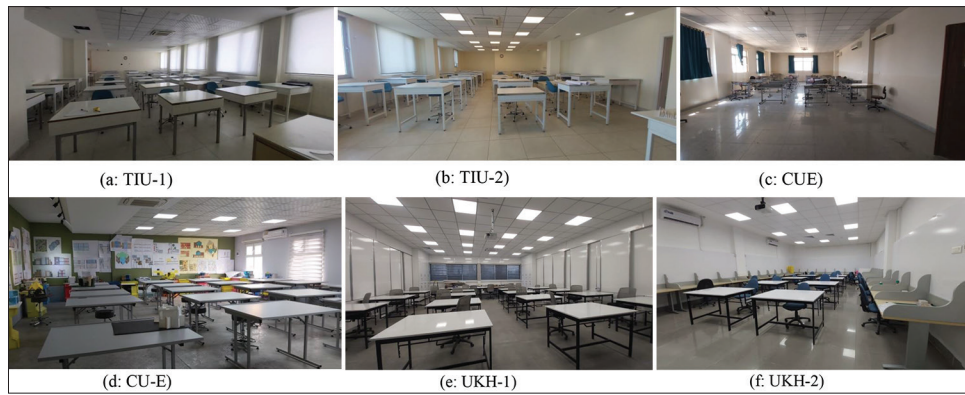 (a: TIU-1)
(b: TIU-2)
(c: CUE)
(d: CU-E)
(e: UKH-1)
(f: UKH-2)